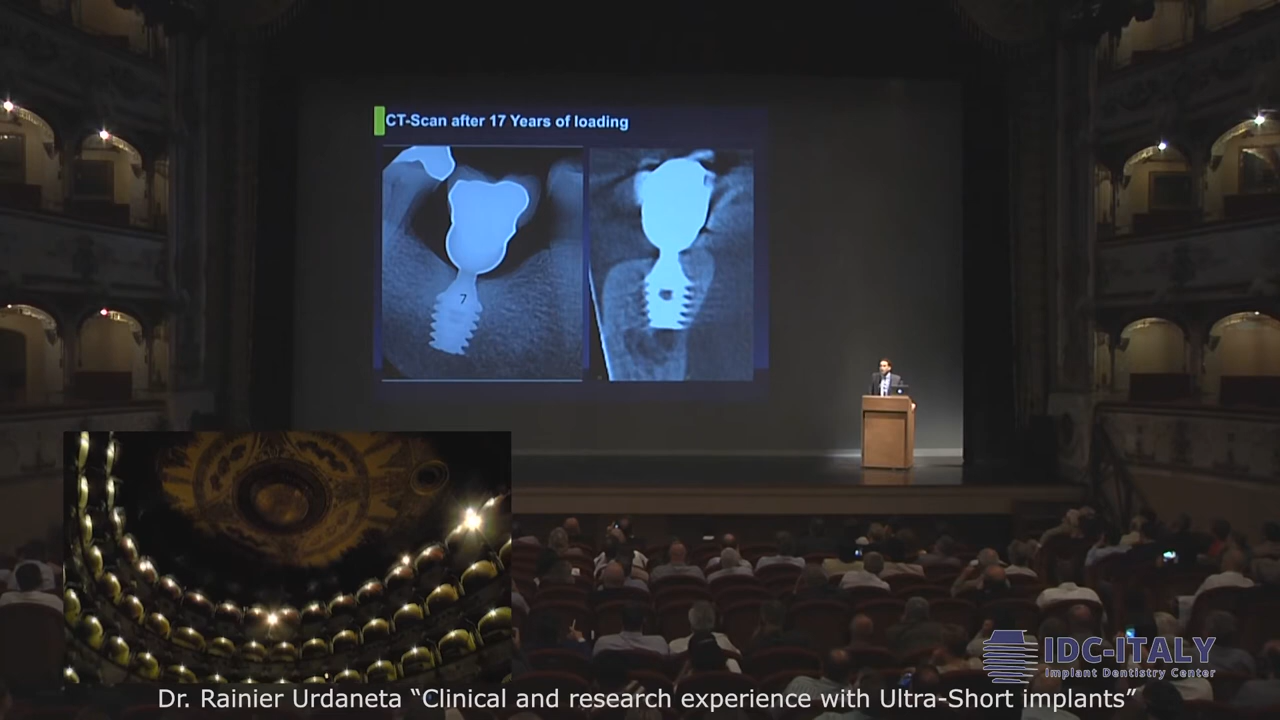 CT-Scan after 17 Years of loading
7
IDC-ITALY
Implant Dentistry Center
Dr. Rainier Urdaneta “Clinical and research experience with Ultra-Short implants”